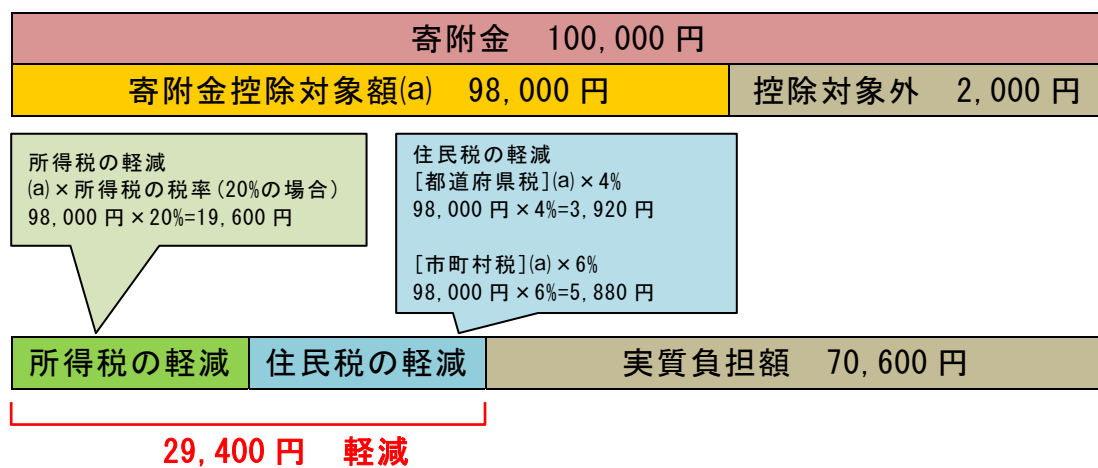 寄附金　100,000 円
寄附金控除対象額(a)　98,000 円
控除対象外　2,000 円
所得税の軽減
(a)×所得税の税率(20%の場合)
98,000 円×20%=19,600 円
住民税の軽減
[都道府県税](a)×4%
98,000 円×4%=3,920 円
[市町村税](a)×6%
98,000 円×6%=5,880 円
所得税の軽減
住民税の軽減
実質負担額　70,600 円
29,400 円　軽減